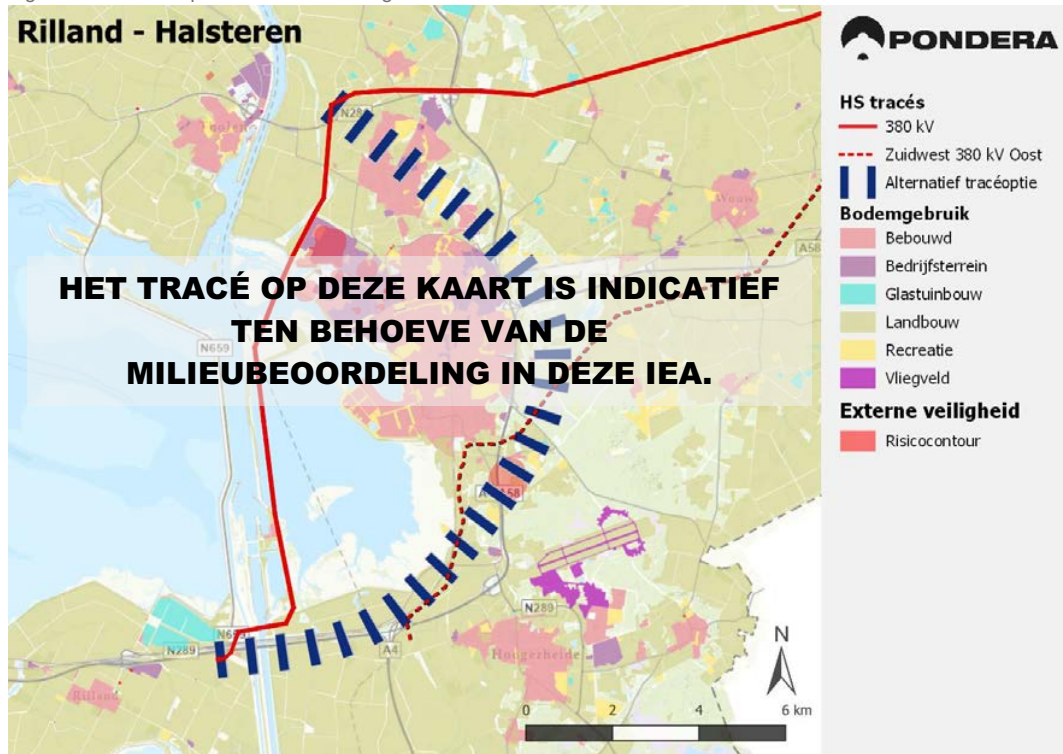 Rilland - Halsteren
PONDERA
HS tracés
380 kV
Zuidwest 380 kV Oost
Alternatief tracéoptie
Bodemgebruik
Bebouwd
Bedrijfsterrein
Glastuinbouw
Landbouw
Recreatie
Vliegveld
Externe veiligheid
Risicocontour
Tholen
Wouw
A58
HET TRACÉ OP DEZE KAART IS INDICATIEF
TEN BEHOEVE VAN DE
MILIEUBEOORDELING IN DEZE IEA.
N659
N289
N289
A4
Hoogerheide
Rilland
N
0 2 4 6 km